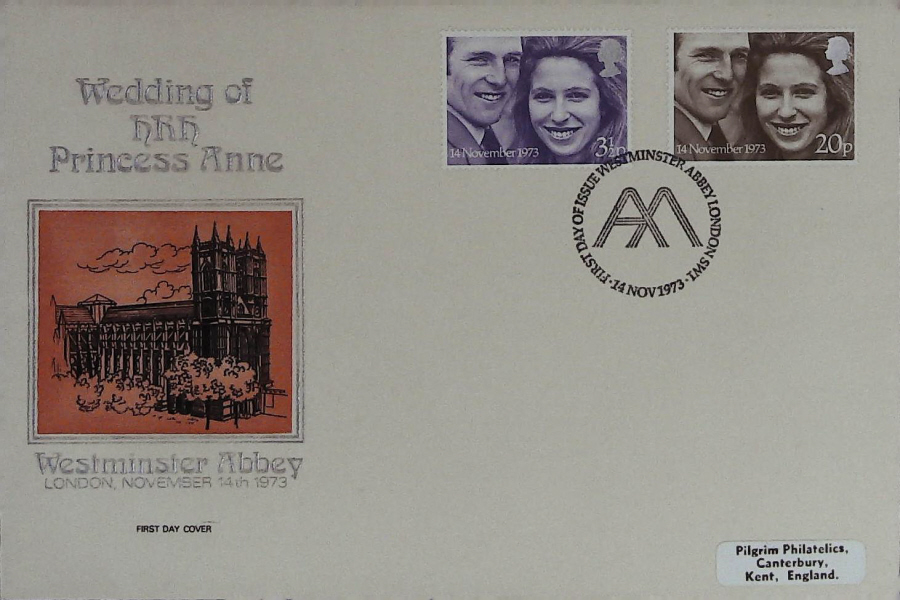 Wedding of
HRH
Princess Anne
Westminster Abbey
LONDON, NOVEMBER 14th 1973
FIRST DAY COVER
14 November 1973
3½p
14 November 1973
20p
FIRST DAY OF ISSUE WESTMINSTER ABBEY LONDON SW1
· 14 NOV 1973 ·
AM
Pilgrim Philatelics,
Canterbury,
Kent, England.